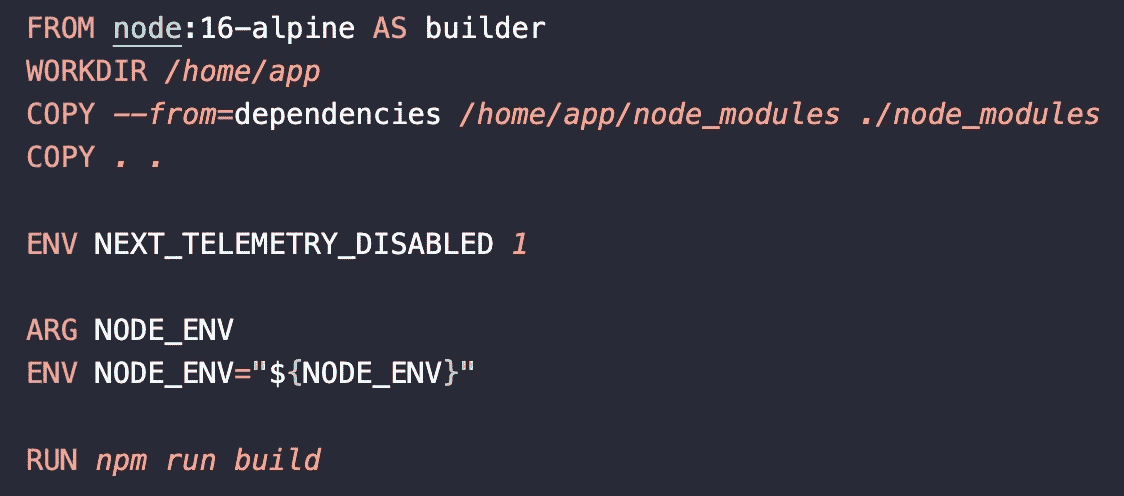 FROM node:16-alpine AS builder
WORKDIR /home/app
COPY --from=dependencies /home/app/node_modules ./node_modules
COPY . .
ENV NEXT_TELEMETRY_DISABLED 1
ARG NODE_ENV
ENV NODE_ENV="${NODE_ENV}"
RUN npm run build